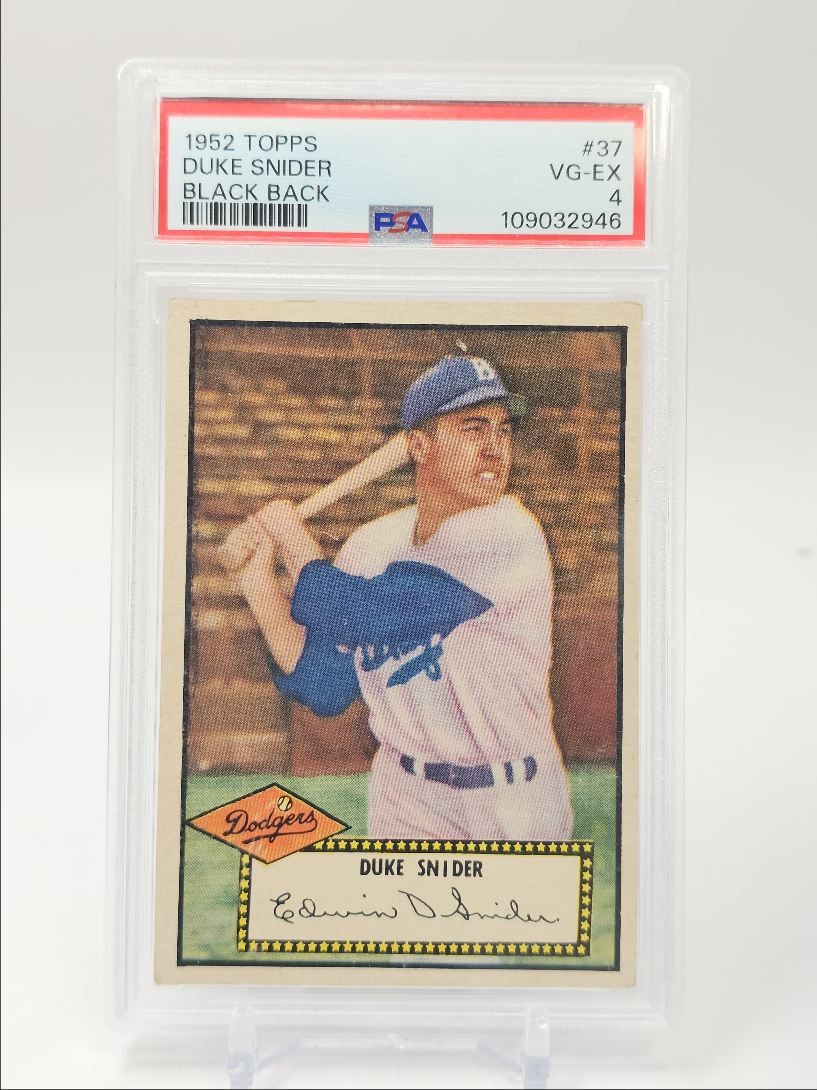 1952 TOPPS #37
DUKE SNIDER VG-EX
BLACK BACK 4
PSA 109032946
B
Dodgers
DUKE SNIDER
Edwin D Snider